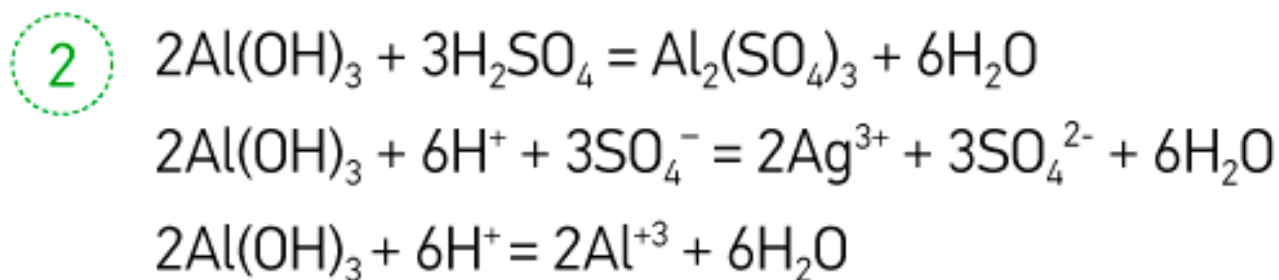 2 2Al(OH)₃ + 3H₂SO₄ = Al₂(SO₄)₃ + 6H₂O
2Al(OH)₃ + 6H⁺ + 3SO₄⁻ = 2Ag³⁺ + 3SO₄²⁻ + 6H₂O
2Al(OH)₃ + 6H⁺ = 2Al⁺³ + 6H₂O